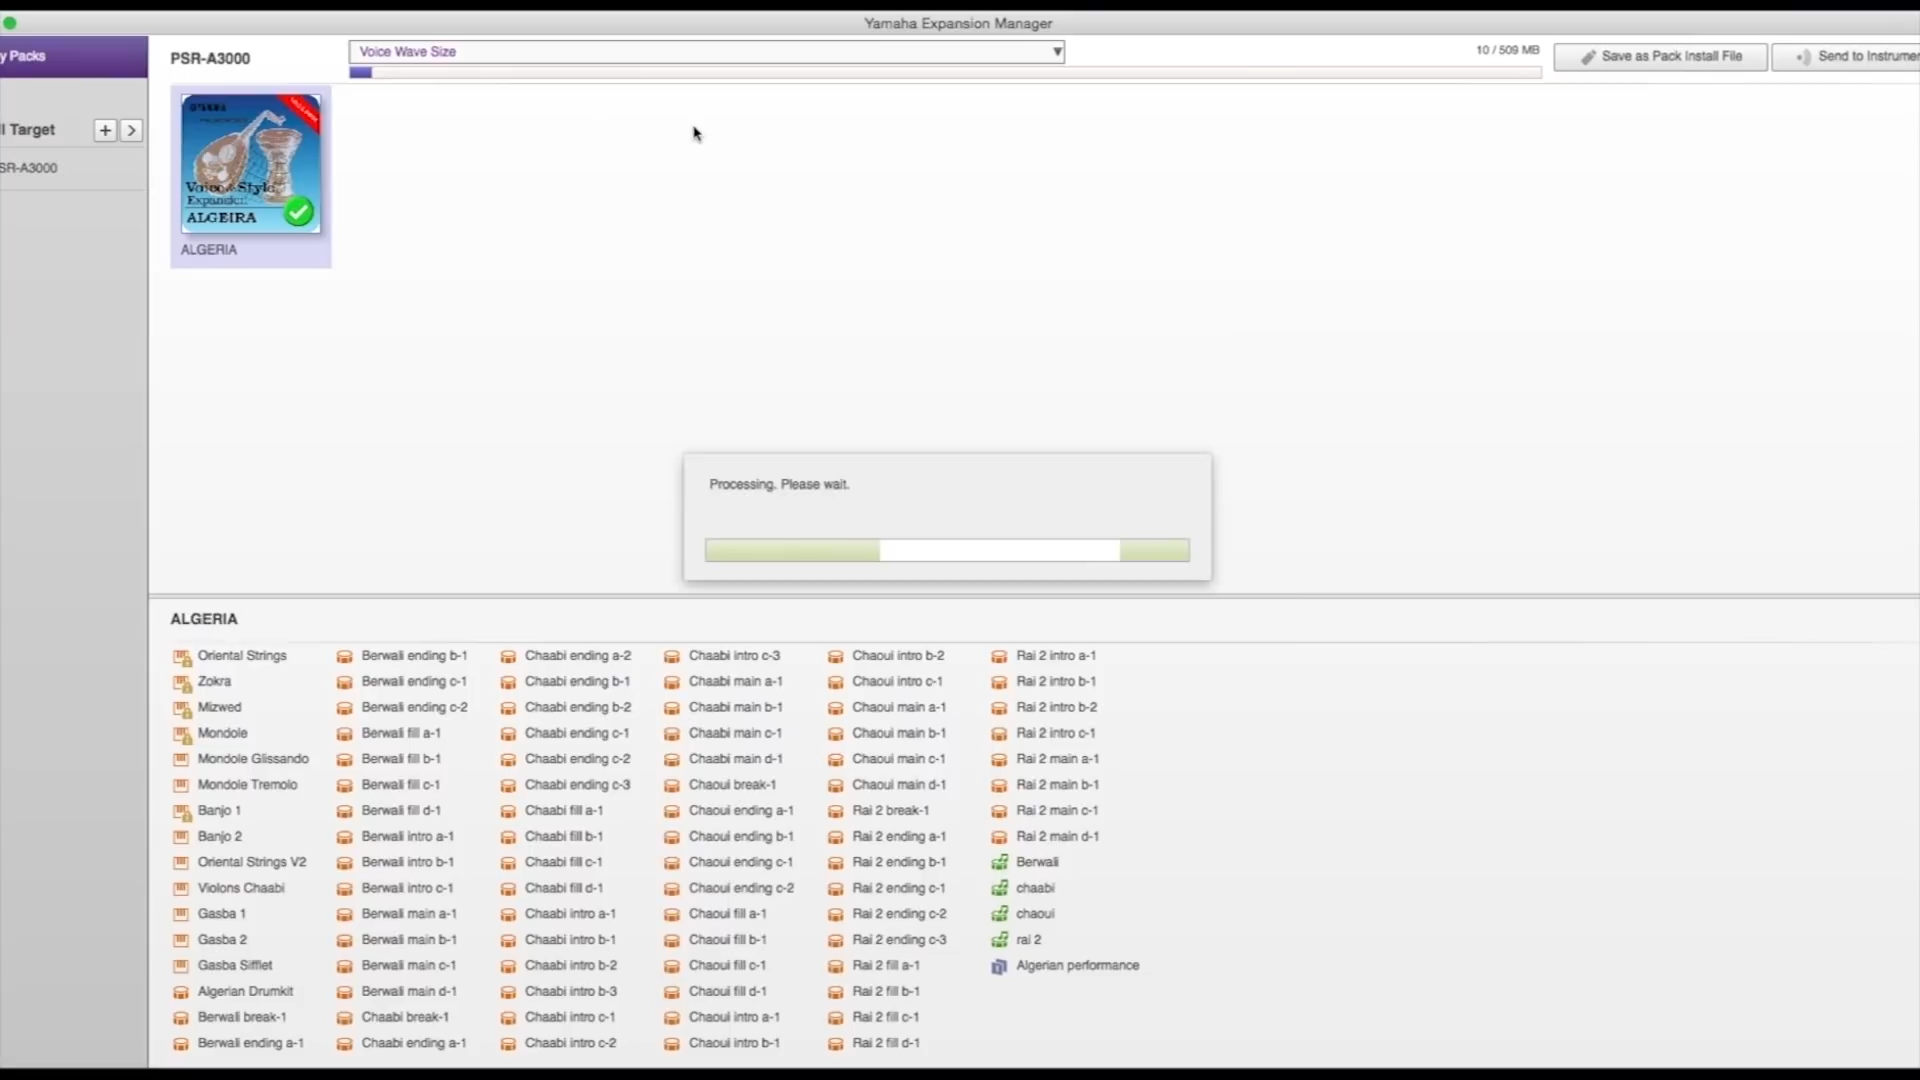 Yamaha Expansion Manager
y Packs
PSR-A3000
Voice Wave Size
10 / 509 MB
Save as Pack Install File
Send to Instrumen
ll Target
SR-A3000
Voice & Style
Expansion
ALGEIRA
ALGERIA
Processing. Please wait.
ALGERIA
Oriental Strings
Zokra
Mizwed
Mondole
Mondole Glissando
Mondole Tremolo
Banjo 1
Banjo 2
Oriental Strings V2
Violons Chaabi
Gasba 1
Gasba 2
Gasba Sifflet
Algerian Drumkit
Berwali break-1
Berwali ending a-1
Berwali ending b-1
Berwali ending c-1
Berwali ending c-2
Berwali fill a-1
Berwali fill b-1
Berwali fill c-1
Berwali fill d-1
Berwali intro a-1
Berwali intro b-1
Berwali intro c-1
Berwali main a-1
Berwali main b-1
Berwali main c-1
Berwali main d-1
Chaabi break-1
Chaabi ending a-1
Chaabi ending a-2
Chaabi ending b-1
Chaabi ending b-2
Chaabi ending c-1
Chaabi ending c-2
Chaabi ending c-3
Chaabi fill a-1
Chaabi fill b-1
Chaabi fill c-1
Chaabi fill d-1
Chaabi intro a-1
Chaabi intro b-1
Chaabi intro b-2
Chaabi intro b-3
Chaabi intro c-1
Chaabi intro c-2
Chaabi intro c-3
Chaabi main a-1
Chaabi main b-1
Chaabi main c-1
Chaabi main d-1
Chaoui break-1
Chaoui ending a-1
Chaoui ending b-1
Chaoui ending c-1
Chaoui ending c-2
Chaoui fill a-1
Chaoui fill b-1
Chaoui fill c-1
Chaoui fill d-1
Chaoui intro a-1
Chaoui intro b-1
Chaoui intro b-2
Chaoui intro c-1
Chaoui main a-1
Chaoui main b-1
Chaoui main c-1
Chaoui main d-1
Rai 2 break-1
Rai 2 ending a-1
Rai 2 ending b-1
Rai 2 ending c-1
Rai 2 ending c-2
Rai 2 ending c-3
Rai 2 fill a-1
Rai 2 fill b-1
Rai 2 fill c-1
Rai 2 fill d-1
Rai 2 intro a-1
Rai 2 intro b-1
Rai 2 intro b-2
Rai 2 intro c-1
Rai 2 main a-1
Rai 2 main b-1
Rai 2 main c-1
Rai 2 main d-1
Berwali
chaabi
chaoui
rai 2
Algerian performance